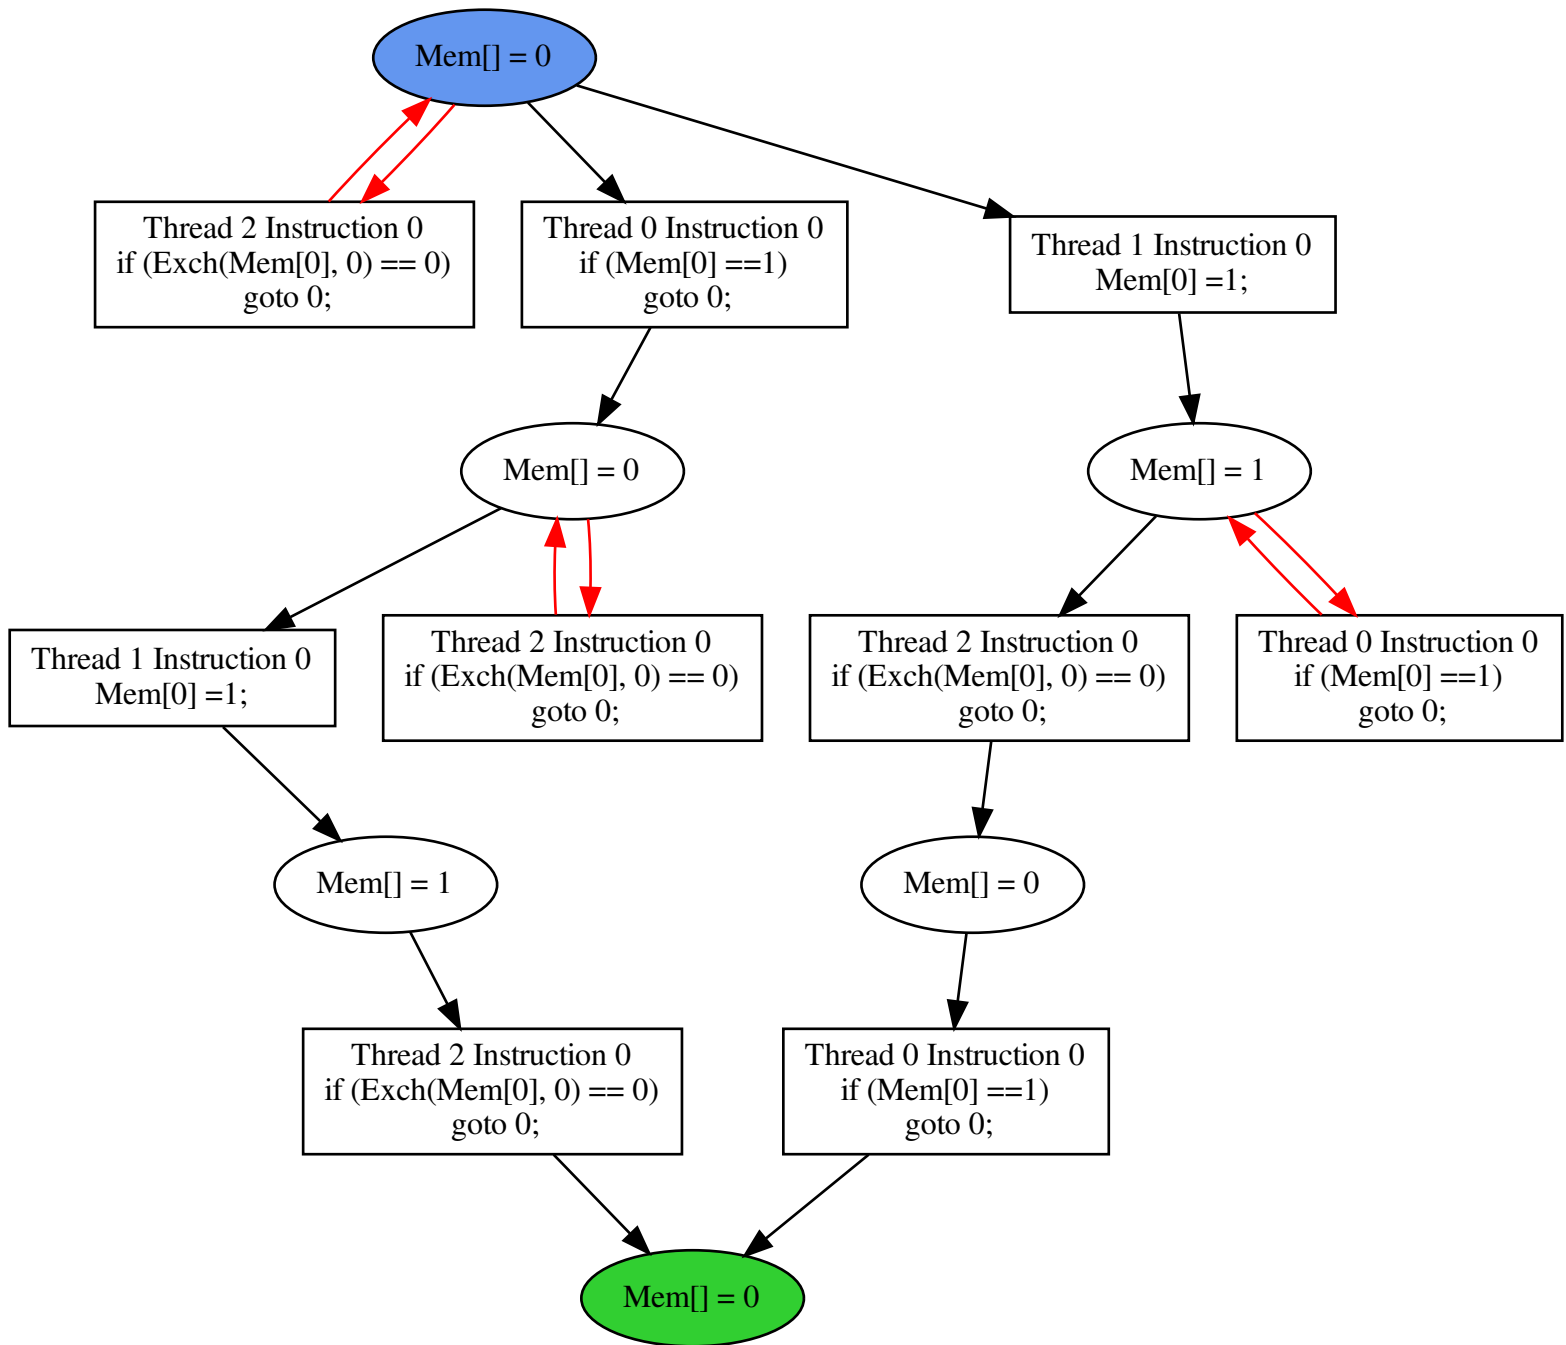 Mem[] = 0
Thread 2 Instruction 0
if (Exch(Mem[0], 0) == 0)
goto 0;
Thread 0 Instruction 0
if (Mem[0] ==1)
goto 0;
Thread 1 Instruction 0
Mem[0] =1;
Mem[] = 0
Mem[] = 1
Thread 1 Instruction 0
Mem[0] =1;
Thread 2 Instruction 0
if (Exch(Mem[0], 0) == 0)
goto 0;
Thread 2 Instruction 0
if (Exch(Mem[0], 0) == 0)
goto 0;
Thread 0 Instruction 0
if (Mem[0] ==1)
goto 0;
Mem[] = 1
Mem[] = 0
Thread 2 Instruction 0
if (Exch(Mem[0], 0) == 0)
goto 0;
Thread 0 Instruction 0
if (Mem[0] ==1)
goto 0;
Mem[] = 0